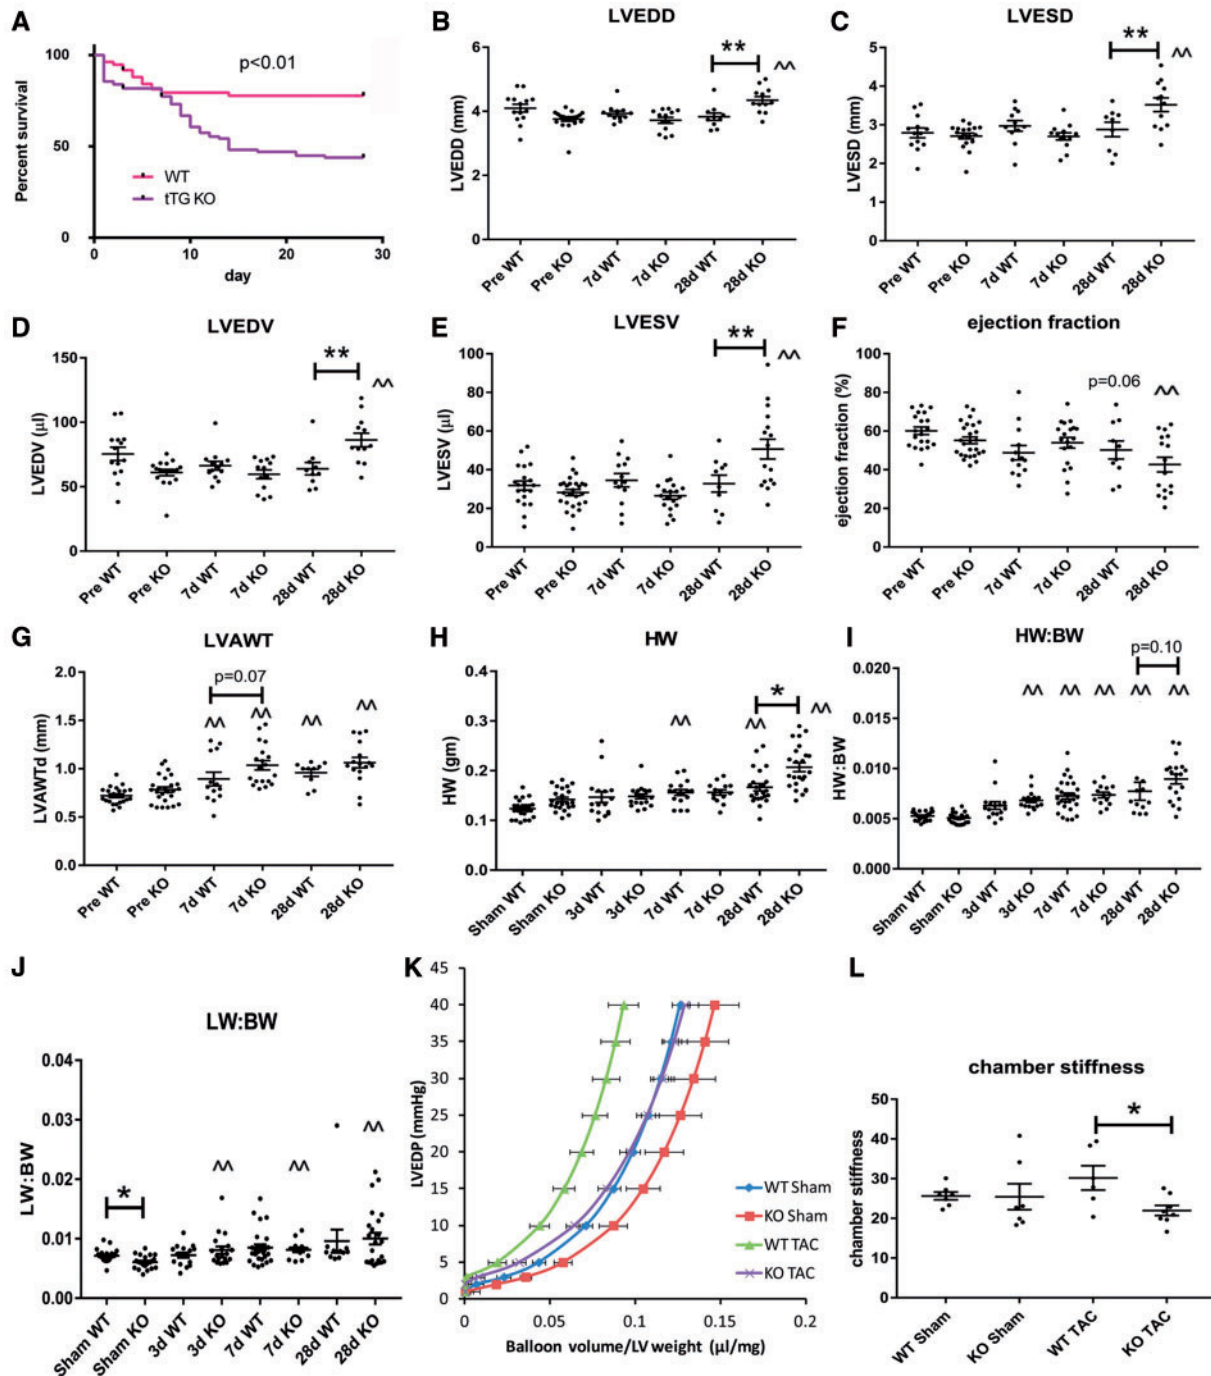 A
100
50
0
Percent survival
p<0.01
WT
tTG KO
0
10
20
30
day
B
LVEDD
**
^^
6
4
2
0
LVEDD (mm)
Pre WT
Pre KO
7d WT
7d KO
28d WT
28d KO
C
LVESD
**
^^
5
4
3
2
1
0
LVESD (mm)
Pre WT
Pre KO
7d WT
7d KO
28d WT
28d KO
D
LVEDV
**
^^
150
100
50
0
LVEDV (µl)
Pre WT
Pre KO
7d WT
7d KO
28d WT
28d KO
E
LVESV
**
^^
100
80
60
40
20
0
LVESV (µl)
Pre WT
Pre KO
7d WT
7d KO
28d WT
28d KO
F
ejection fraction
p=0.06
^^
100
80
60
40
20
0
ejection fraction (%)
Pre WT
Pre KO
7d WT
7d KO
28d WT
28d KO
G
LVAWT
p=0.07
^^
^^
^^
^^
2.0
1.5
1.0
0.5
0.0
LVAWTd (mm)
Pre WT
Pre KO
7d WT
7d KO
28d WT
28d KO
H
HW
*
^^
^^
^^
0.4
0.3
0.2
0.1
0.0
HW (gm)
Sham WT
Sham KO
3d WT
3d KO
7d WT
7d KO
28d WT
28d KO
I
HW:BW
p=0.10
^^
^^
^^
^^
^^
0.020
0.015
0.010
0.005
0.000
HW:BW
Sham WT
Sham KO
3d WT
3d KO
7d WT
7d KO
28d WT
28d KO
J
LW:BW
*
^^
^^
^^
0.04
0.03
0.02
0.01
0.00
LW:BW
Sham WT
Sham KO
3d WT
3d KO
7d WT
7d KO
28d WT
28d KO
K
45
40
35
30
25
20
15
10
5
0
LVEDP (mmHg)
WT Sham
KO Sham
WT TAC
KO TAC
0
0.05
0.1
0.15
0.2
Balloon volume/LV weight (µl/mg)
L
chamber stiffness
*
50
40
30
20
10
0
chamber stiffness
WT Sham
KO Sham
WT TAC
KO TAC